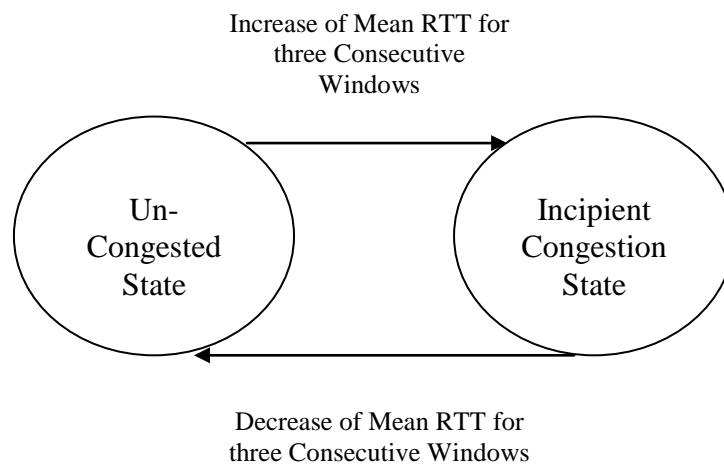 Increase of Mean RTT for
three Consecutive
Windows
Un-
Congested
State
Incipient
Congestion
State
Decrease of Mean RTT for
three Consecutive Windows